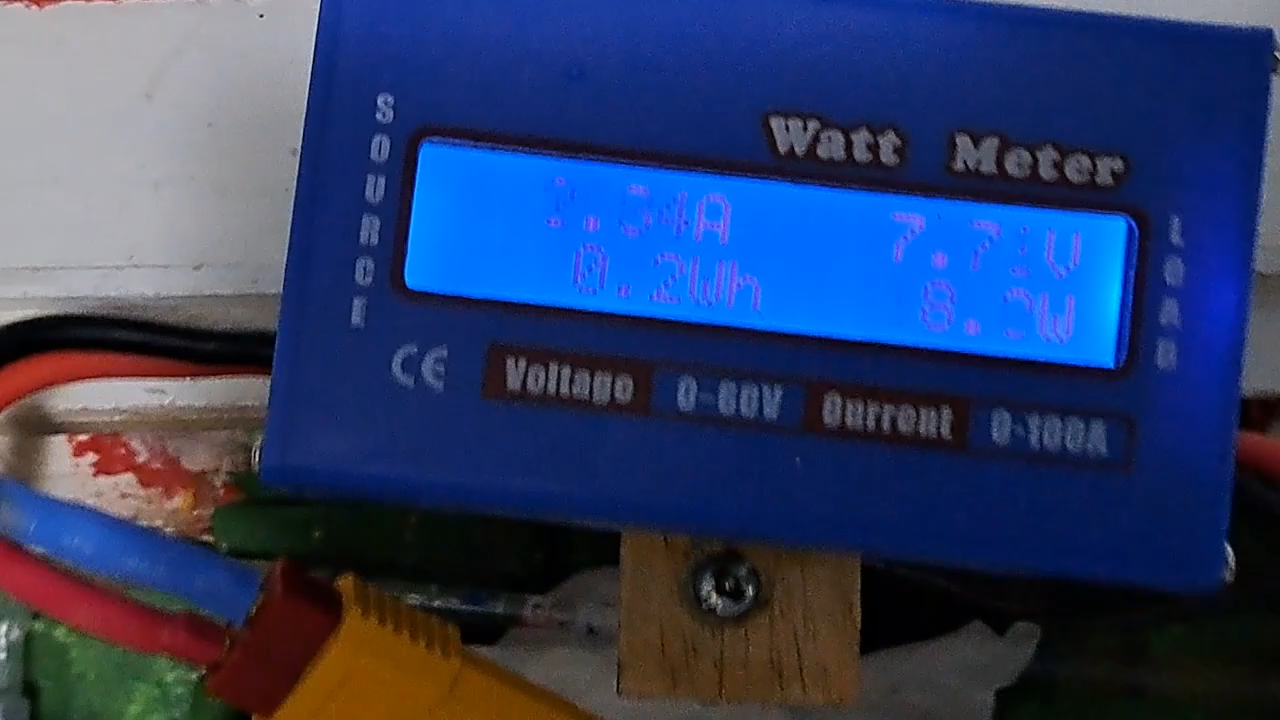 Watt Meter
SOURCE
LOAD
0.2Wh
CE Voltage 0-60V Current 0-100A